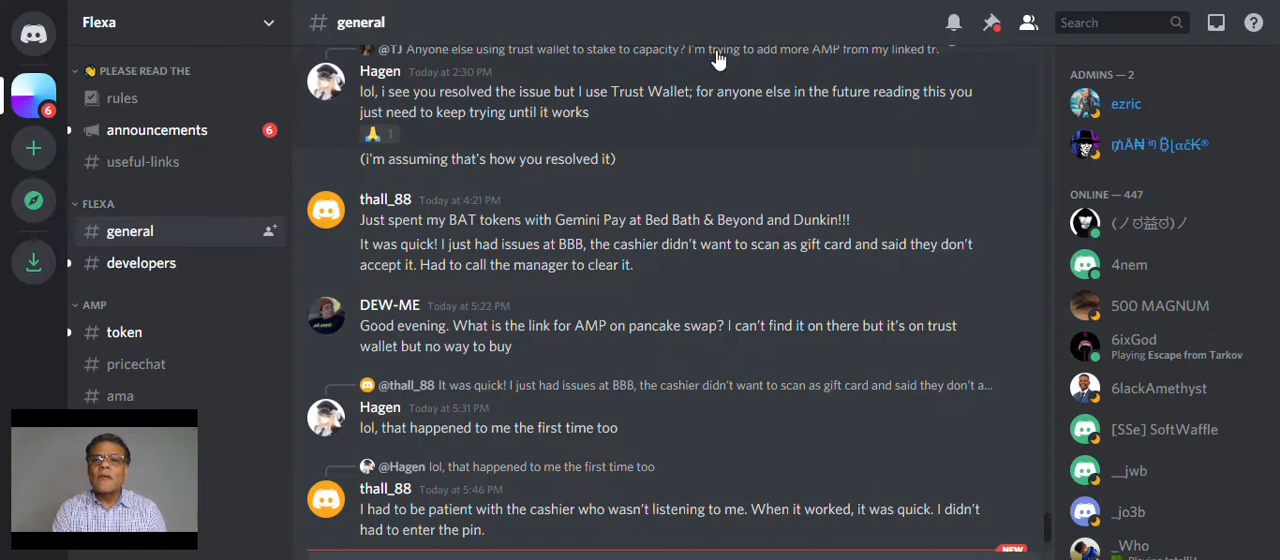 Flexa
general
Search
👋 PLEASE READ THE
rules
announcements
6
useful-links
6
FLEXA
general
developers
AMP
token
pricechat
ama
@TJ Anyone else using trust wallet to stake to capacity? I'm trying to add more AMP from my linked tr.
Hagen Today at 2:30 PM
lol, i see you resolved the issue but I use Trust Wallet; for anyone else in the future reading this you
just need to keep trying until it works
🙏 1
(i'm assuming that's how you resolved it)
thall_88 Today at 4:21 PM
Just spent my BAT tokens with Gemini Pay at Bed Bath & Beyond and Dunkin!!!
It was quick! I just had issues at BBB, the cashier didn't want to scan as gift card and said they don't
accept it. Had to call the manager to clear it.
DEW-ME Today at 5:22 PM
Good evening. What is the link for AMP on pancake swap? I can't find it on there but it's on trust
wallet but no way to buy
@thall_88 It was quick! I just had issues at BBB, the cashier didn't want to scan as gift card and said they don't a...
Hagen Today at 5:31 PM
lol, that happened to me the first time too
@Hagen lol, that happened to me the first time too
thall_88 Today at 5:46 PM
I had to be patient with the cashier who wasn't listening to me. When it worked, it was quick. I didn't
had to enter the pin.
NEW
ADMINS — 2
ezric
ONLINE — 447
4nem
500 MAGNUM
6ixGod
Playing Escape from Tarkov
6lackAmethyst
[SSe] SoftWaffle
__jwb
_jo3b
_Who